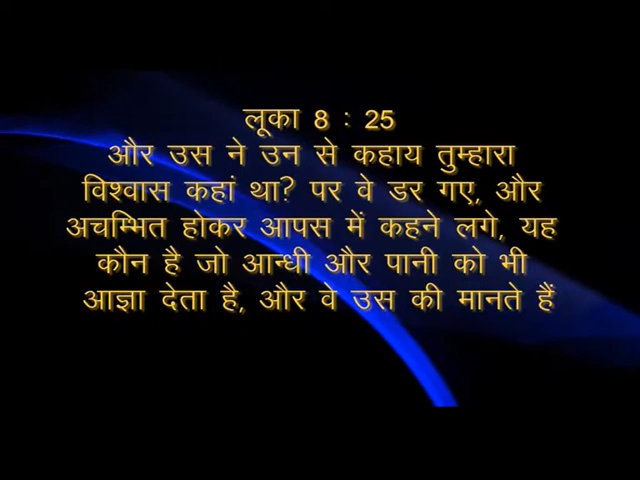 लूका 8 : 25
और उस ने उन से कहाय तुम्हारा
विश्वास कहां था? पर वे डर गए, और
अचम्भित होकर आपस में कहने लगे, यह
कौन है जो आन्धी और पानी को भी
आज्ञा देता है, और वे उस की मानते हैं